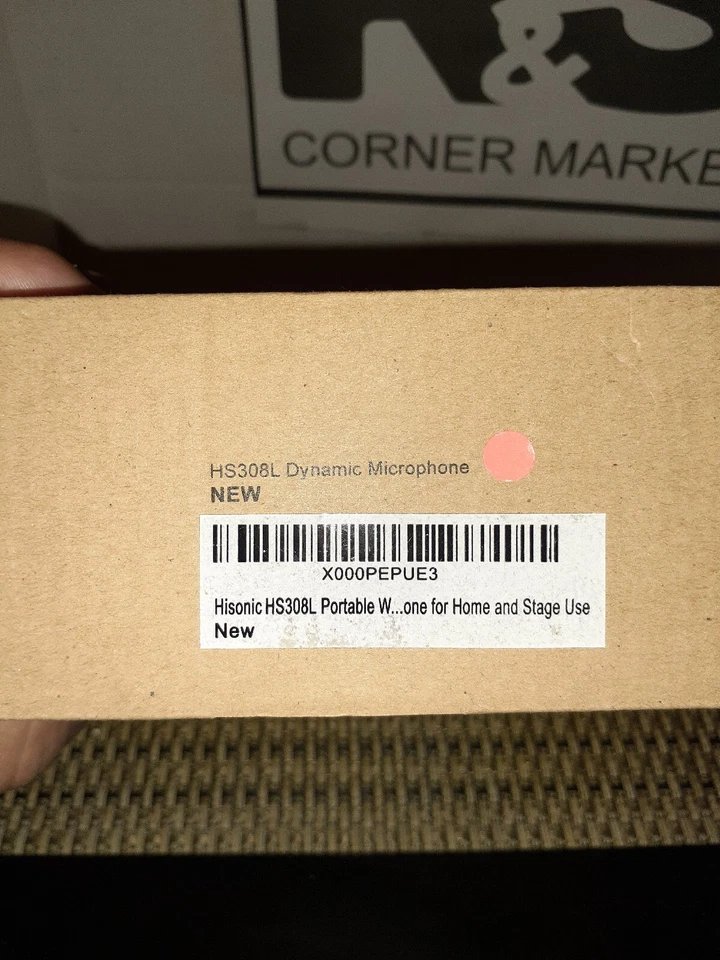 &
CORNER MARKE
HS308L Dynamic Microphone
NEW
X000PEPUE3
Hisonic HS308L Portable W...one for Home and Stage Use
New